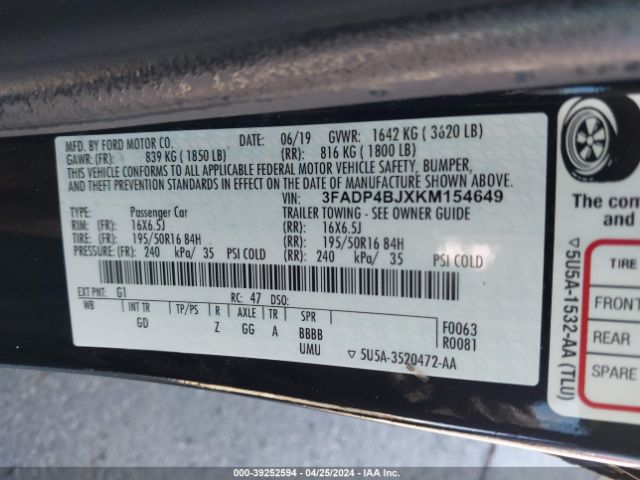 MFD. BY FORD MOTOR CO. DATE: 06/19 GVWR: 1642 KG ( 3620 LB)
GAWR: (FR): 839 KG ( 1850 LB) (RR): 816 KG ( 1800 LB)
THIS VEHICLE CONFORMS TO ALL APPLICABLE FEDERAL MOTOR VEHICLE SAFETY, BUMPER,
AND THEFT PREVENTION STANDARDS IN EFFECT ON THE DATE OF MANUFACTURE SHOWN ABOVE.
VIN: 3FADP4BJXKM154649
TYPE: Passenger Car TRAILER TOWING - SEE OWNER GUIDE
RIM: (FR): 16X6.5J (RR): 16X6.5J
TIRE: (FR): 195/50R16 84H (RR): 195/50R16 84H
PRESSURE: (FR): 240 kPa/ 35 PSI COLD (RR): 240 kPa/ 35 PSI COLD
EXT PNT: G1 RC: 47 DSO:
WB INT TR TP/PS R AXLE TR SPR
GD Z GG A BBBB
UMU
F0063
R0081
▽ 5U5A-3520472-AA
▽5U5A-1532-AA (TLU)
TIRE
FRONT
REAR
SPARE
000-39252594 - 04/25/2024 - IAA Inc.